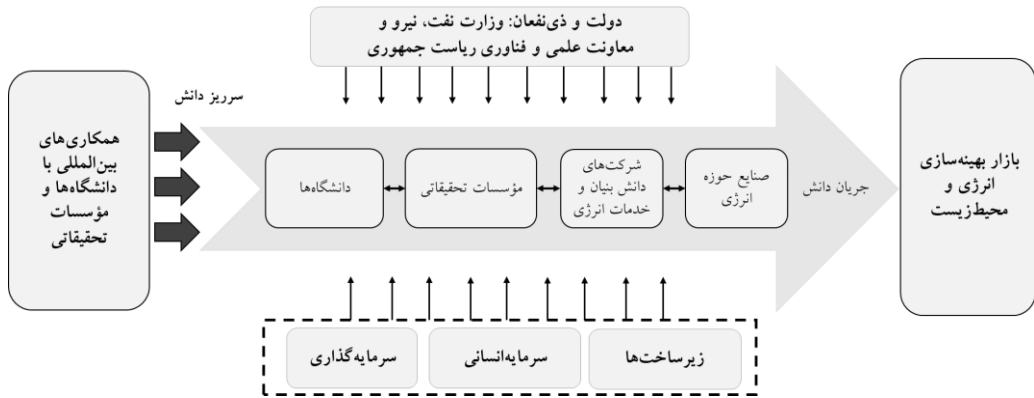 دولت و ذی‌نفعان: وزارت نفت، نیرو و
معاونت علمی و فناوری ریاست جمهوری
سرریز دانش
همکاری‌های
بین‌المللی با
دانشگاه‌ها و
مؤسسات
تحقیقاتی
دانشگاه‌ها
مؤسسات تحقیقاتی
شرکت‌های
دانش بنیان و
خدمات انرژی
صنایع حوزه
انرژی
جریان دانش
بازار بهینه‌سازی
انرژی و
محیط‌زیست
سرمایه‌گذاری
سرمایه‌انسانی
زیرساخت‌ها